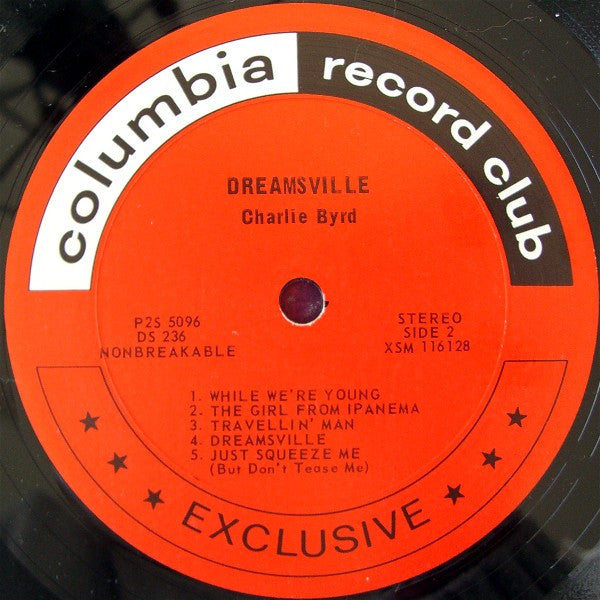 columbia record club
DREAMSVILLE
Charlie Byrd
P2S 5096
DS 236
NONBREAKABLE
STEREO
SIDE 2
XSM 116128
1. WHILE WE'RE YOUNG
2. THE GIRL FROM IPANEMA
3. TRAVELLIN' MAN
4. DREAMSVILLE
5. JUST SQUEEZE ME
(But Don't Tease Me)
EXCLUSIVE